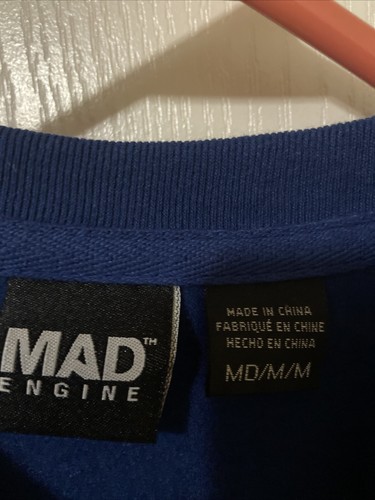 MAD™
ENGINE
MADE IN CHINA
FABRIQUÉ EN CHINE
HECHO EN CHINA
MD/M/M